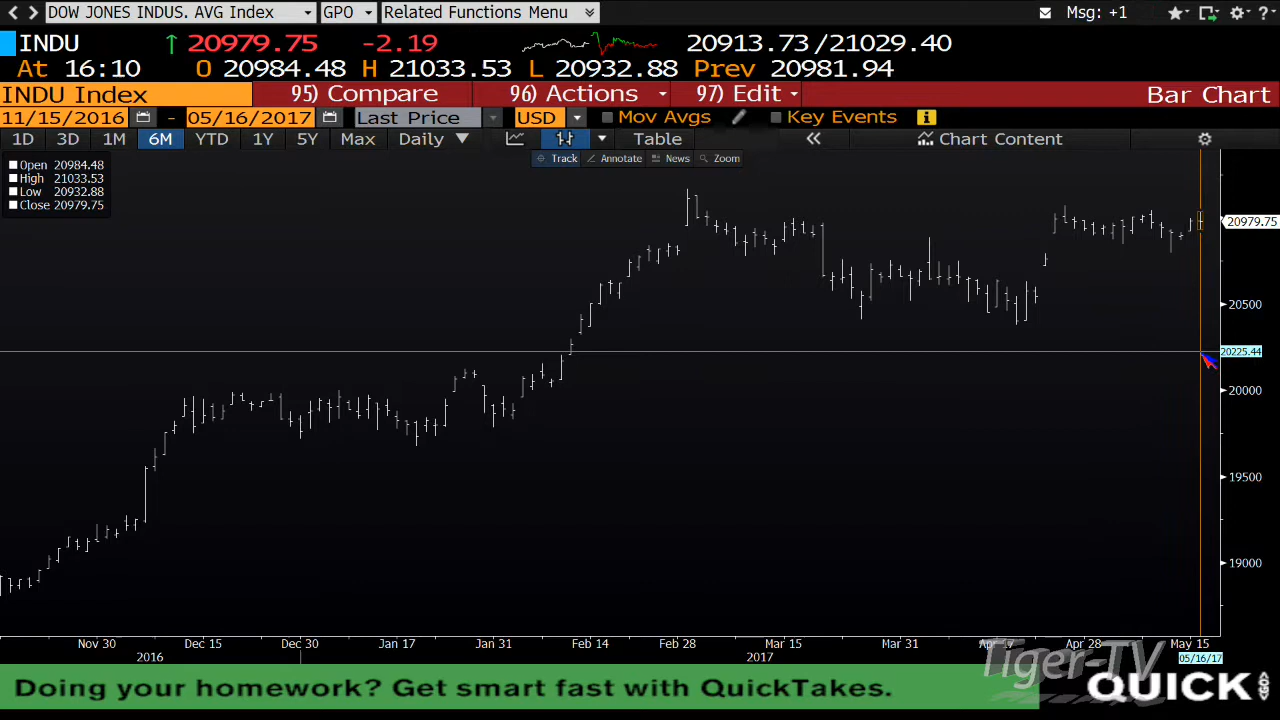 DOW JONES INDUS. AVG Index GPO Related Functions Menu Msg: +1 ?
INDU 20979.75 -2.19 20913.73/21029.40
At 16:10 O 20984.48 H 21033.53 L 20932.88 Prev 20981.94
INDU Index 95) Compare 96) Actions 97) Edit Bar Chart
11/15/2016 - 05/16/2017 Last Price USD Mov Avgs Key Events i
1D 3D 1M 6M YTD 1Y 5Y Max Daily Table « Chart Content
Track Annotate News Zoom
Open 20984.48
High 21033.53
Low 20932.88
Close 20979.75
20979.75
20500
20225.44
20000
19500
19000
Nov 30 Dec 15 Dec 30 Jan 17 Jan 31 Feb 14 Feb 28 Mar 15 Mar 31 Apr 28 May 15
2016 2017 05/16/17
Tiger-TV
Doing your homework? Get smart fast with QuickTakes.
QUICK